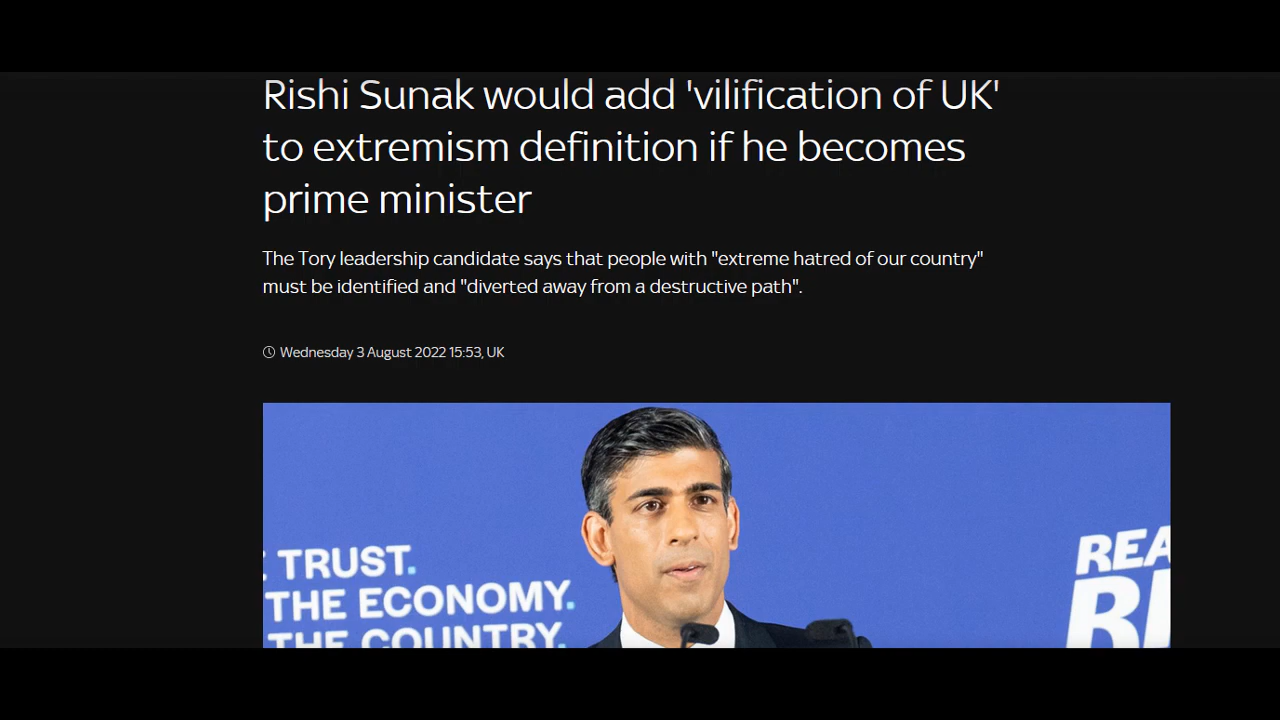 Rishi Sunak would add 'vilification of UK'
to extremism definition if he becomes
prime minister
The Tory leadership candidate says that people with "extreme hatred of our country"
must be identified and "diverted away from a destructive path".
Wednesday 3 August 2022 15:53, UK
TRUST.
THE ECONOMY.
THE COUNTRY.